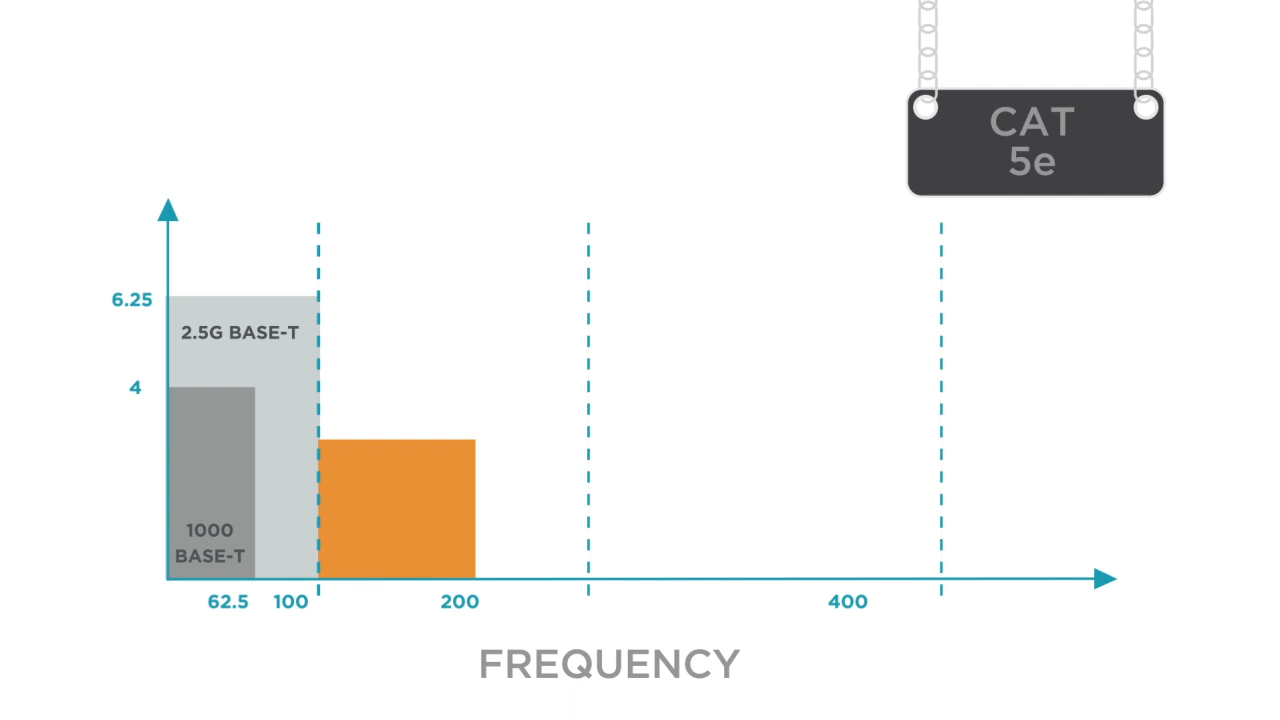 CAT
5e
6.25
2.5G BASE-T
4
1000
BASE-T
62.5
100
200
400
FREQUENCY